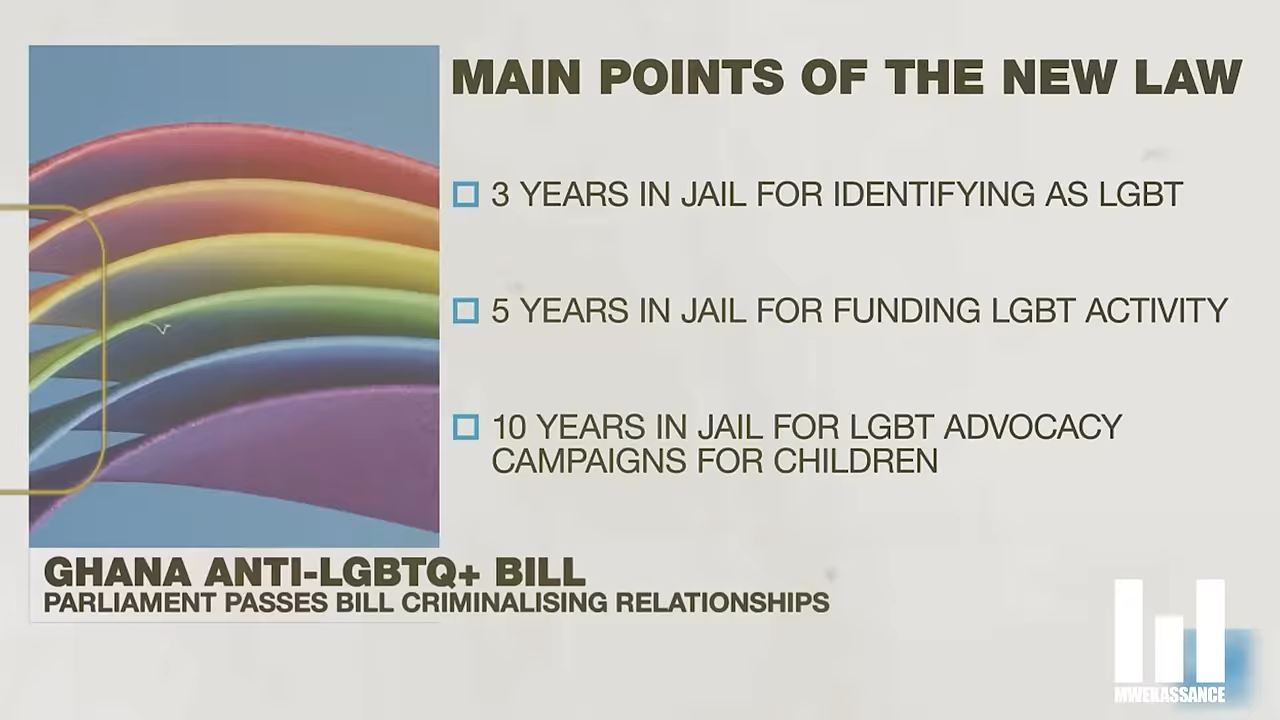 MAIN POINTS OF THE NEW LAW
3 YEARS IN JAIL FOR IDENTIFYING AS LGBT
5 YEARS IN JAIL FOR FUNDING LGBT ACTIVITY
10 YEARS IN JAIL FOR LGBT ADVOCACY
CAMPAIGNS FOR CHILDREN
GHANA ANTI-LGBTQ+ BILL
PARLIAMENT PASSES BILL CRIMINALISING RELATIONSHIPS
MWEKASSANCE